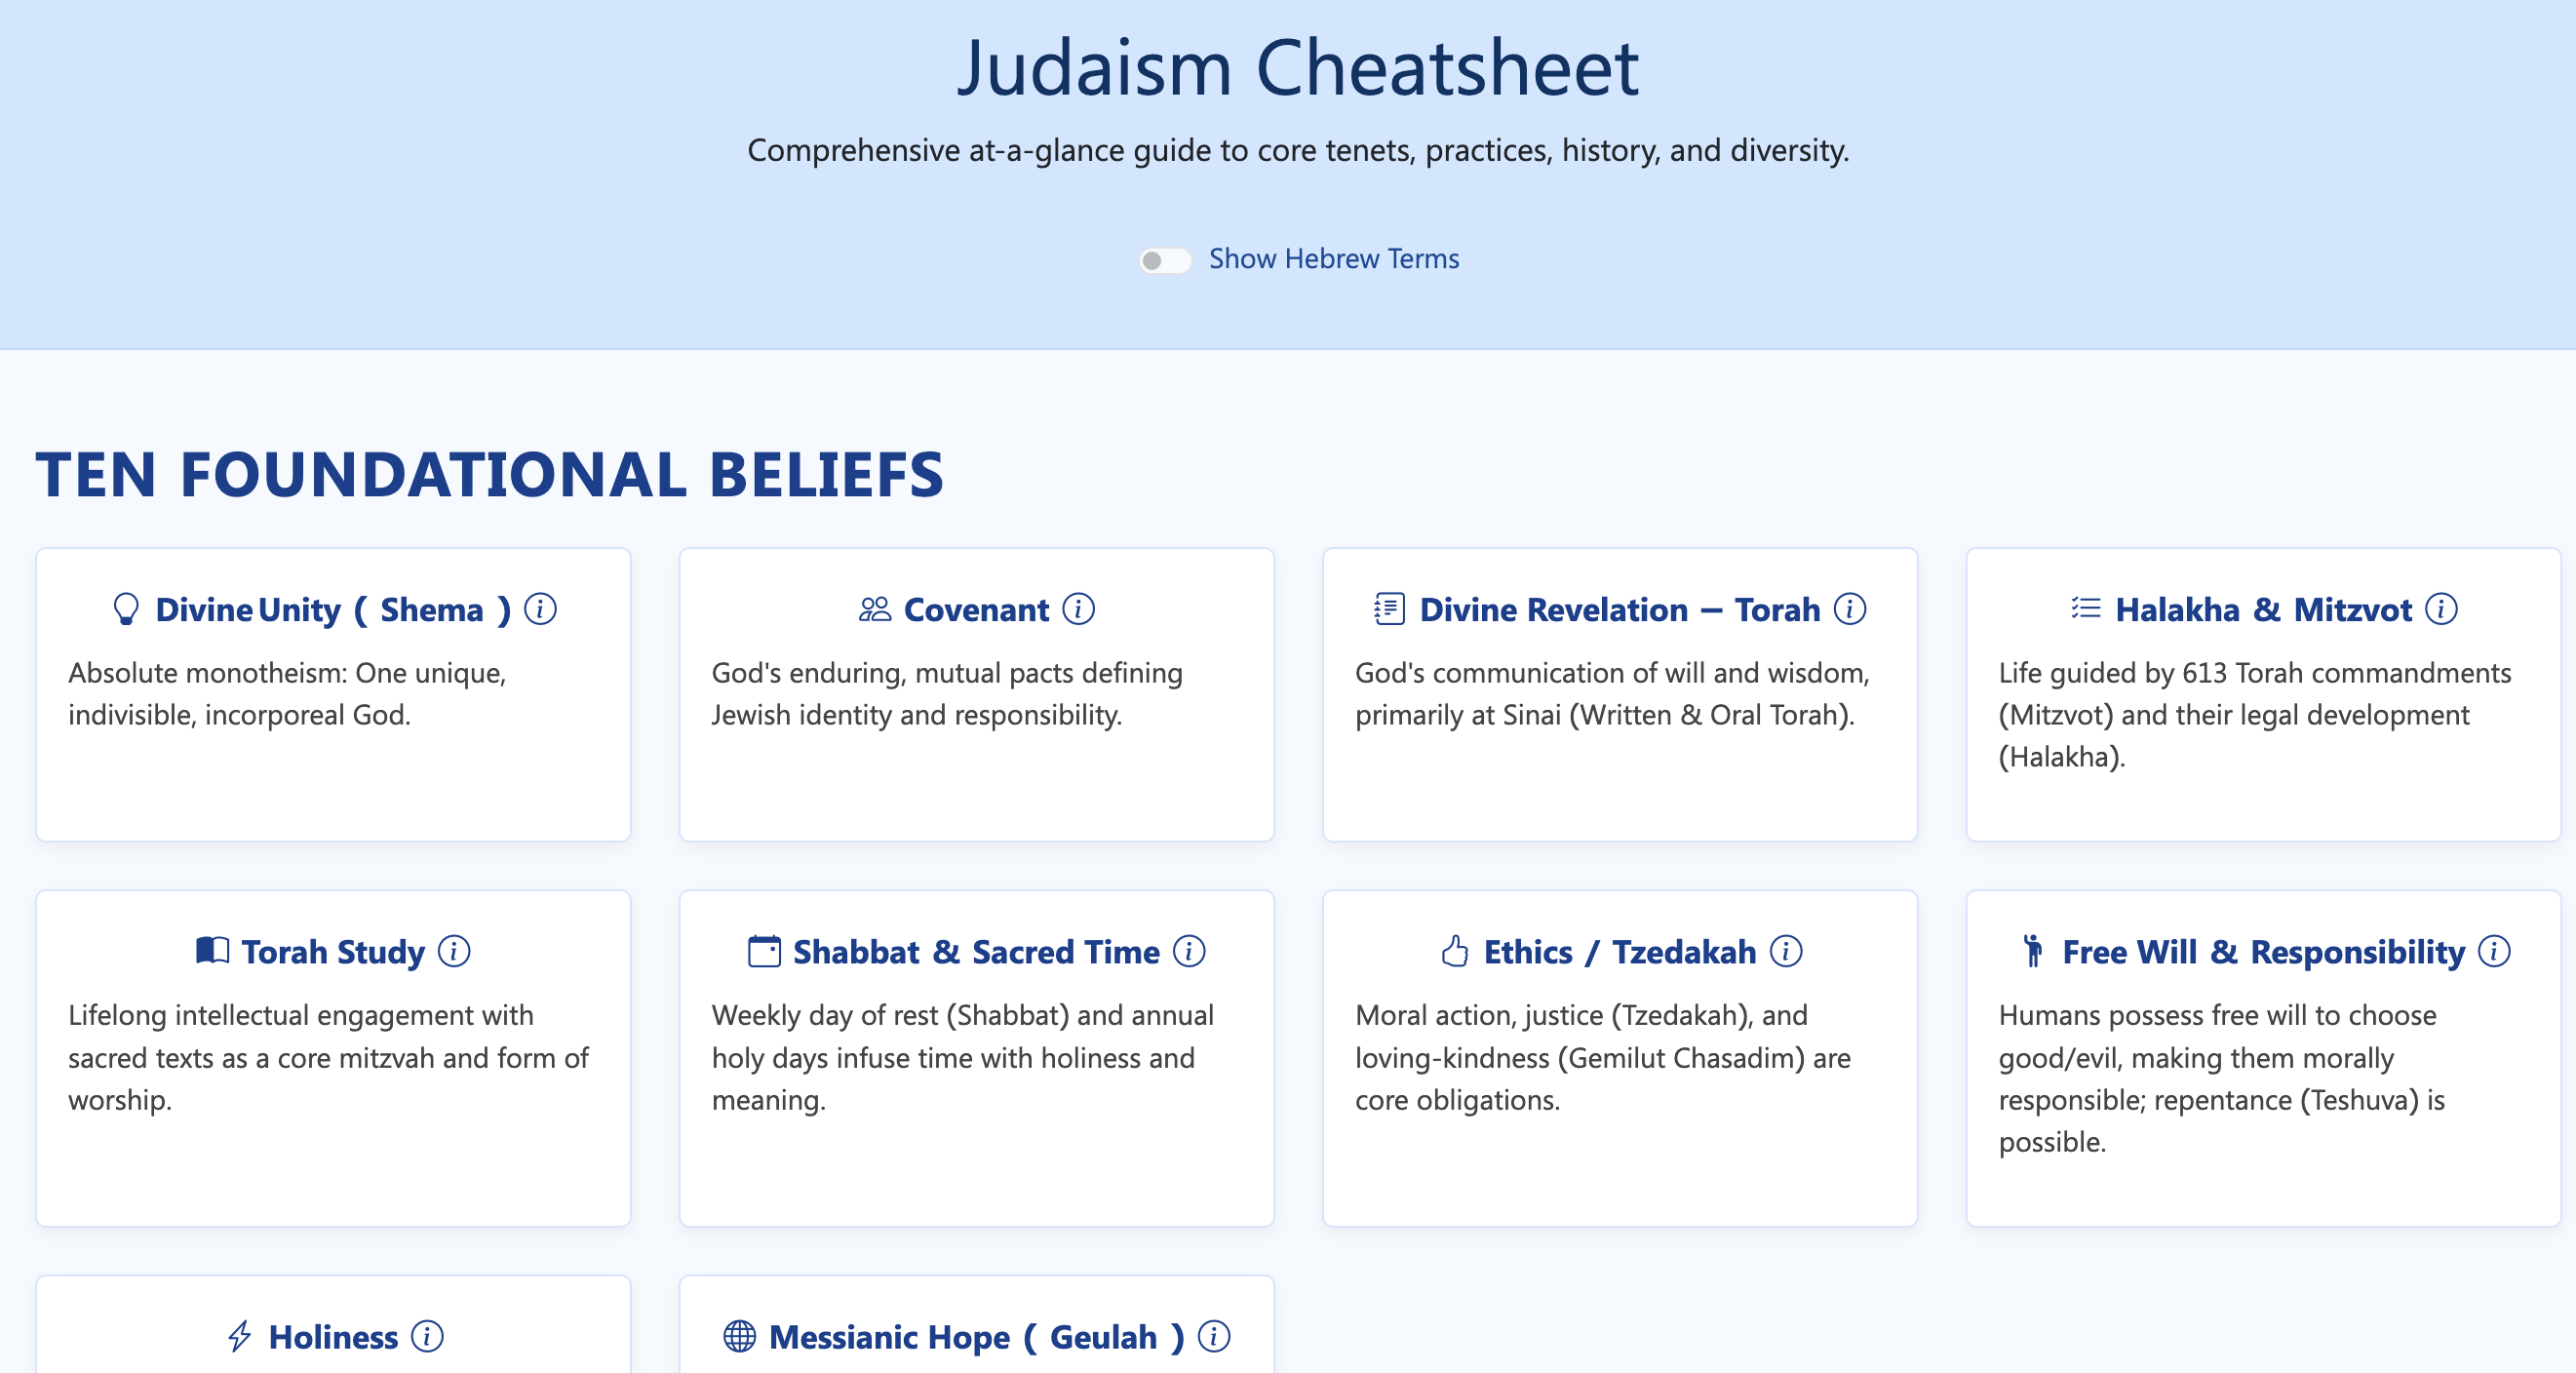 Judaism Cheatsheet
Comprehensive at-a-glance guide to core tenets, practices, history, and diversity.
Show Hebrew Terms
TEN FOUNDATIONAL BELIEFS
Divine Unity ( Shema )
Absolute monotheism: One unique,
indivisible, incorporeal God.
Covenant
God's enduring, mutual pacts defining
Jewish identity and responsibility.
Divine Revelation – Torah
God's communication of will and wisdom,
primarily at Sinai (Written & Oral Torah).
Halakha & Mitzvot
Life guided by 613 Torah commandments
(Mitzvot) and their legal development
(Halakha).
Torah Study
Lifelong intellectual engagement with
sacred texts as a core mitzvah and form of
worship.
Shabbat & Sacred Time
Weekly day of rest (Shabbat) and annual
holy days infuse time with holiness and
meaning.
Ethics / Tzedakah
Moral action, justice (Tzedakah), and
loving-kindness (Gemilut Chasadim) are
core obligations.
Free Will & Responsibility
Humans possess free will to choose
good/evil, making them morally
responsible; repentance (Teshuva) is
possible.
Holiness
Messianic Hope ( Geulah )